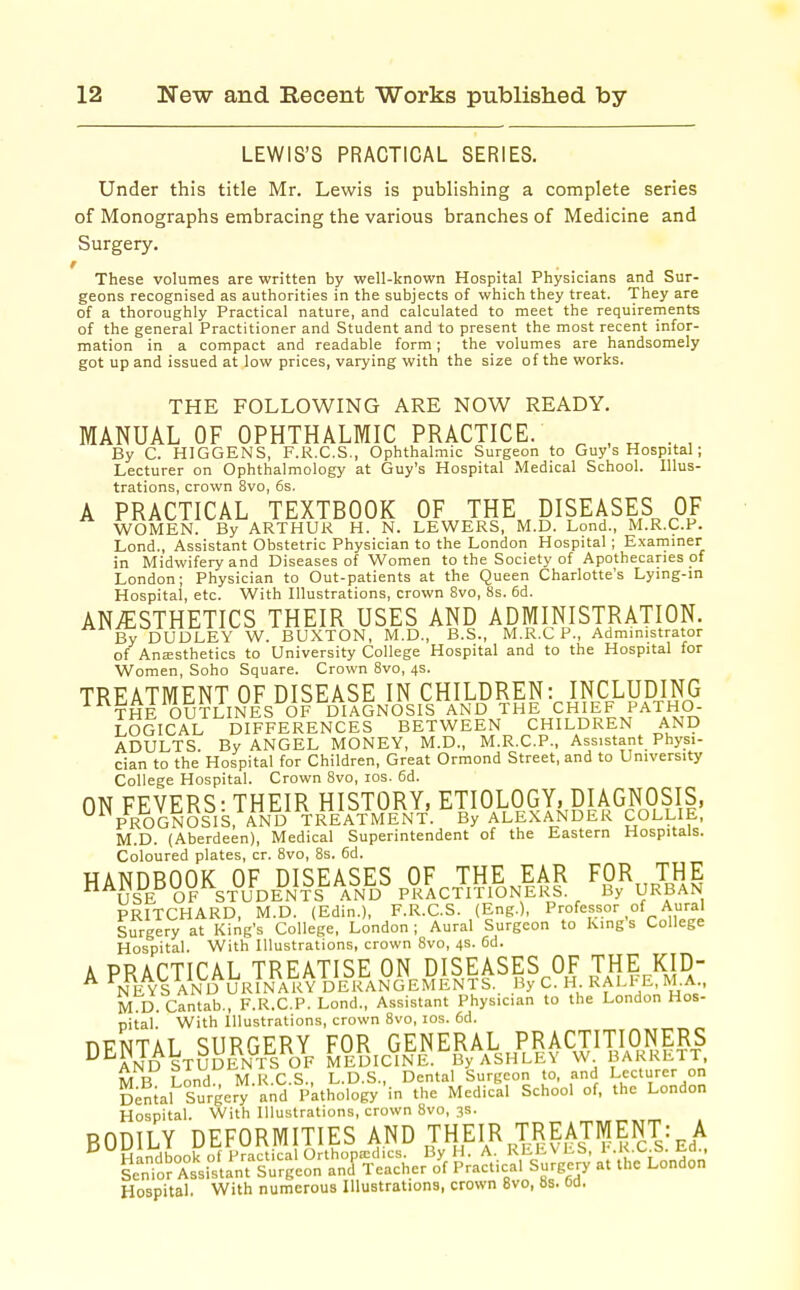 12 New and Recent Works published by
LEWIS'S PRACTICAL SERIES.
Under this title Mr. Lewis is publishing a complete series
of Monographs embracing the various branches of Medicine and
Surgery.
These volumes are written by well-known Hospital Physicians and Sur-
geons recognised as authorities in the subjects of which they treat. They are
of a thoroughly Practical nature, and calculated to meet the requirements
of the general Practitioner and Student and to present the most recent infor-
mation in a compact and readable form; the volumes are handsomely
got up and issued at low prices, varying with the size of the works.
THE FOLLOWING ARE NOW READY.
MANUAL OF OPHTHALMIC PRACTICE.
By C. HIGGENS, F.R.C.S., Ophthalmic Surgeon to Guy's Hospital;
Lecturer on Ophthalmology at Guy's Hospital Medical School. Illus-
trations, crown 8vo, 6s.
A PRACTICAL TEXTBOOK OF THE DISEASES OF
WOMEN. By ARTHUR H. N. LEWERS, M.D. Lond., M.R.C.P.
Lond., Assistant Obstetric Physician to the London Hospital; Examiner
in Midwifery and Diseases of Women to the Society of Apothecaries of
London; Physician to Out-patients at the Queen Charlotte's Lying-in
Hospital, etc. With Illustrations, crown 8vo, 8s. 6d.
ANÆSTHETICS THEIR USES AND ADMINISTRATION.
By DUDLEY W. BUXTON, M.D., B.S., M.R.C P., Administrator
of Anæsthetics to University College Hospital and to the Hospital for
Women, Soho Square. Crown 8vo, 4s.
TREATMENT OF DISEASE IN CHILDREN: INCLUDING
THE OUTLINES OF DIAGNOSIS AND THE CHIEF PATHO-
LOGICAL DIFFERENCES BETWEEN CHILDREN AND
ADULTS. By ANGEL MONEY, M.D., M.R.C.P., Assistant Physi-
cian to the Hospital for Children, Great Ormond Street, and to University
College Hospital. Crown 8vo, 10s. 6d.
ON FEVERS: THEIR HISTORY, ETIOLOGY, DIAGNOSIS,
PROGNOSIS, AND TREATMENT. By ALEXANDER COLLIE,
M.D. (Aberdeen), Medical Superintendent of the Eastern Hospitals.
Coloured plates, cr. 8vo, 8s. 6d.
HANDBOOK OF DISEASES OF THE EAR FOR THE
USE OF STUDENTS AND PRACTITIONERS. By URBAN
PRITCHARD, M.D. (Edin.), F.R.C.S. (Eng.), Professor of Aural
Surgery at King's College, London; Aural Surgeon to King's College
Hospital. With Illustrations, crown 8vo, 4s. 6d.
A PRACTICAL TREATISE ON DISEASES OF THE KID-
NEYS AND URINARY DERANGEMENTS. By C. H. RALFE, M.A.,
M.D. Cantab., F.R.C.P. Lond., Assistant Physician to the London Hos-
pital. With Illustrations, crown 8vo, 10s. 6d.
DENTAL SURGERY FOR GENERAL PRACTITIONERS
AND STUDENTS OF MEDICINE. By ASHLEY W. BARRETT,
M.B. Lond., M.R.C.S., L.D.S., Dental Surgeon to, and Lecturer on
Dental Surgery and Pathology in the Medical School of, the London
Hospital. With Illustrations, crown 8vo, 3s.
BODILY DEFORMITIES AND THEIR TREATMENT: A
Handbook of Practical Orthopædics. By H. A. REEVES, F.R.C.S. Ed.,
Senior Assistant Surgeon and Teacher of Practical Surgery at the London
Hospital. With numerous Illustrations, crown 8vo, 8s. 6d.